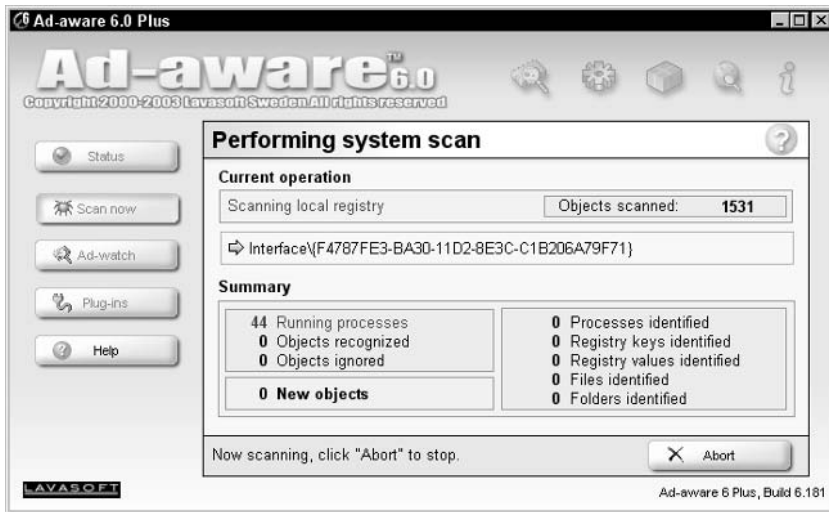 Ad-aware 6.0 Plus
Ad-aware 6.0
TM
Copyright 2000-2003 Lavasoft Sweden.All rights reserved
Status
Scan now
Ad-watch
Plug-ins
Help
Performing system scan
?
Current operation
Scanning local registry
Objects scanned: 1531
Interface\{F4787FE3-BA30-11D2-8E3C-C1B206A79F71}
Summary
44 Running processes
0 Objects recognized
0 Objects ignored
0 New objects
0 Processes identified
0 Registry keys identified
0 Registry values identified
0 Files identified
0 Folders identified
Now scanning, click "Abort" to stop.
Abort
LAVASOFT
Ad-aware 6 Plus, Build 6.181